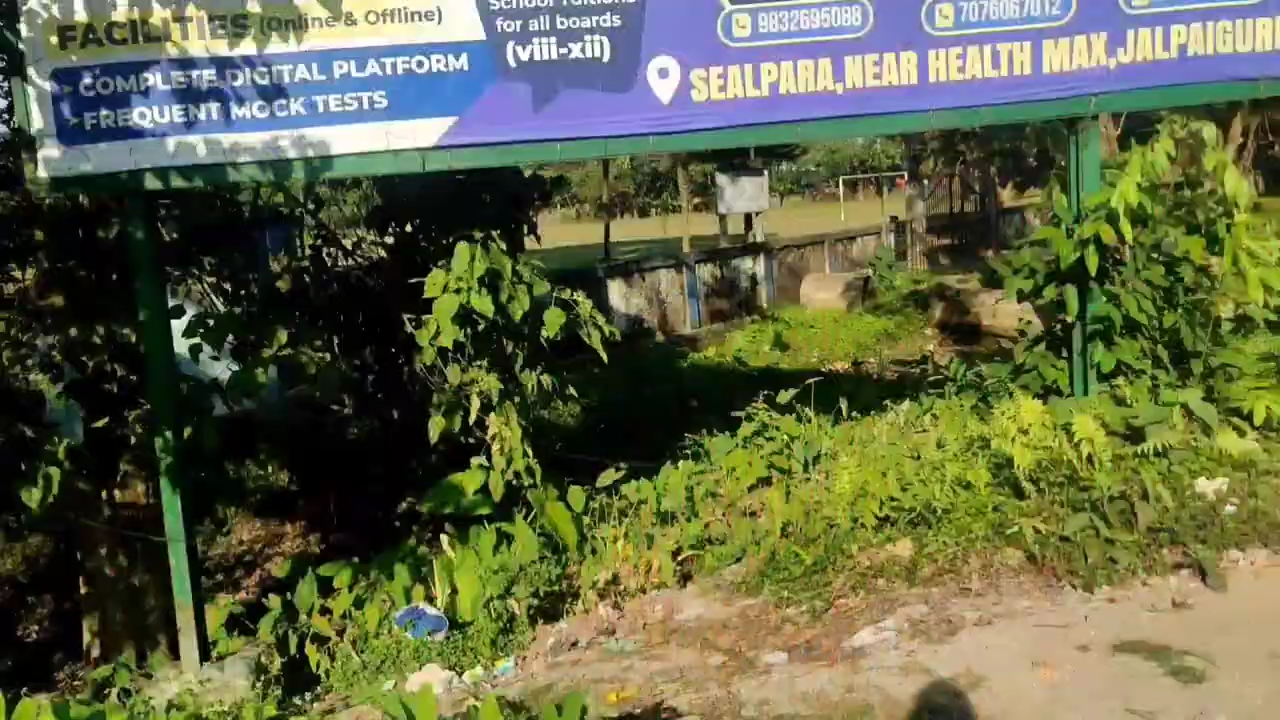 FACILITIES (Online & Offline)
COMPLETE DIGITAL PLATFORM
FREQUENT MOCK TESTS
School Tuitions
for all boards
(viii-xii)
9832695088
7076067012
SEALPARA,NEAR HEALTH MAX,JALPAIGURI